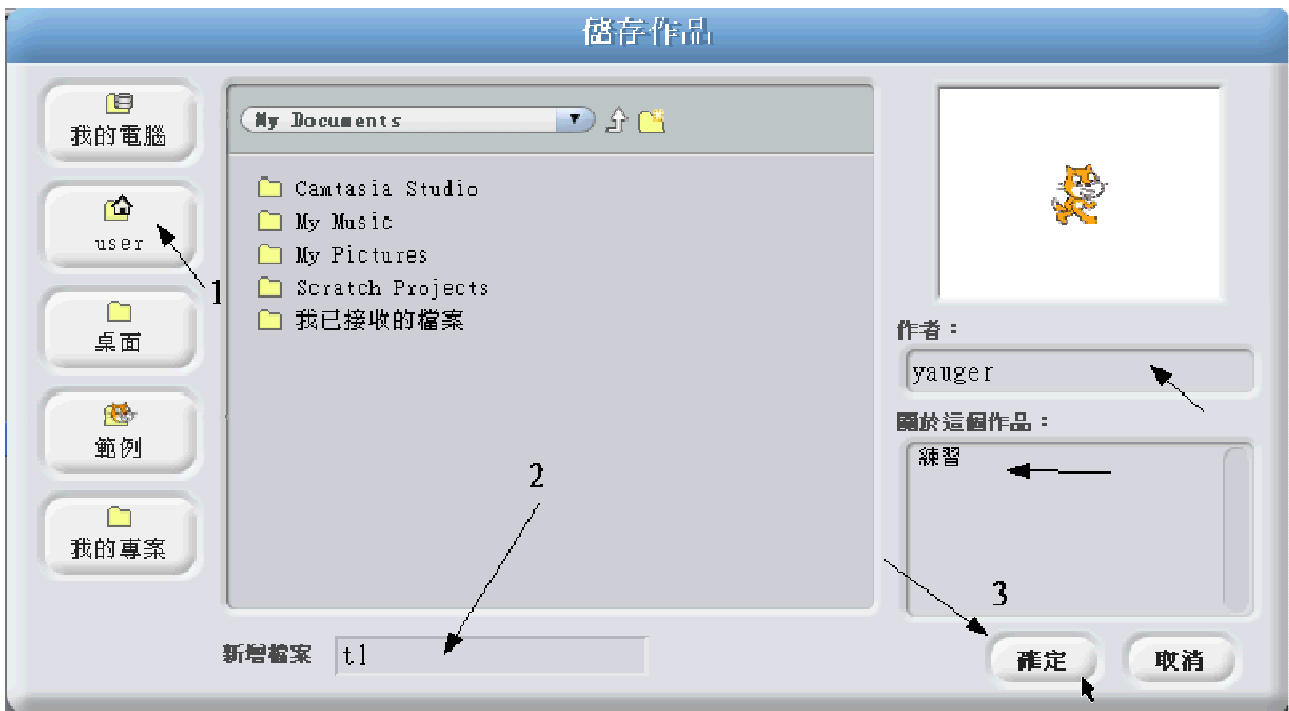 儲存作品
我的電腦
user
1
桌面
範例
我的專案
My Documents
Camtasia Studio
My Music
My Pictures
Scratch Projects
我已接收的檔案
2
新增檔案 t1
作者：
yauger
關於這個作品：
練習
3
確定 取消